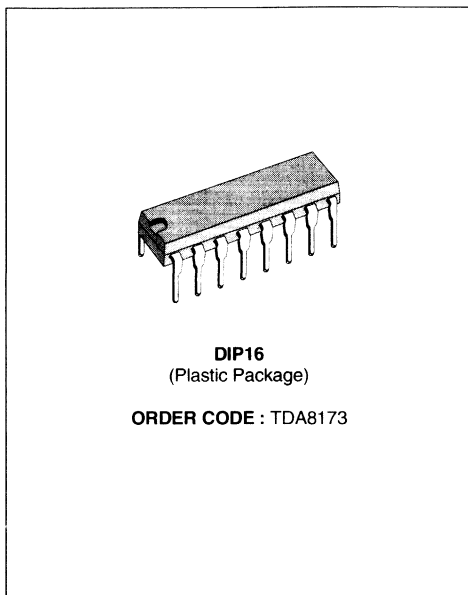 DIP16
(Plastic Package)
ORDER CODE : TDA8173